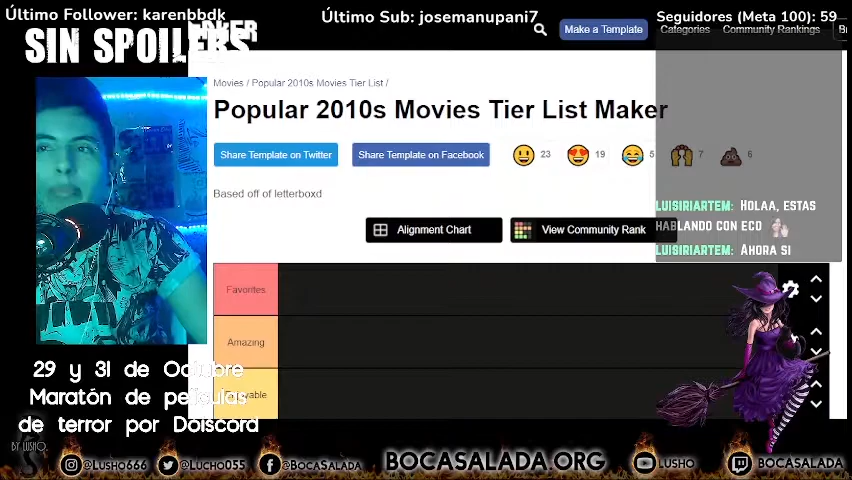 Último Follower: karenbbdk
Último Sub: josemanupani7
Seguidores (Meta 100): 59
SIN SPOILERS
Make a Template
Categories
Community Rankings
Movies / Popular 2010s Movies Tier List /
Popular 2010s Movies Tier List Maker
Share Template on Twitter
Share Template on Facebook
23
19
5
7
6
Based off of letterboxd
Alignment Chart
View Community Rank
luisiriartem: Holaa, estas
hablando con eco
luisiriartem: Ahora si
Favorites
Amazing
29 y 31 de Octubre
Maratón de películas
de terror por Doiscord
BY LUSHO
@Lusho666
@Lucho055
@BocaSalada
BOCASALADA.ORG
Lusho
BOCASALADA